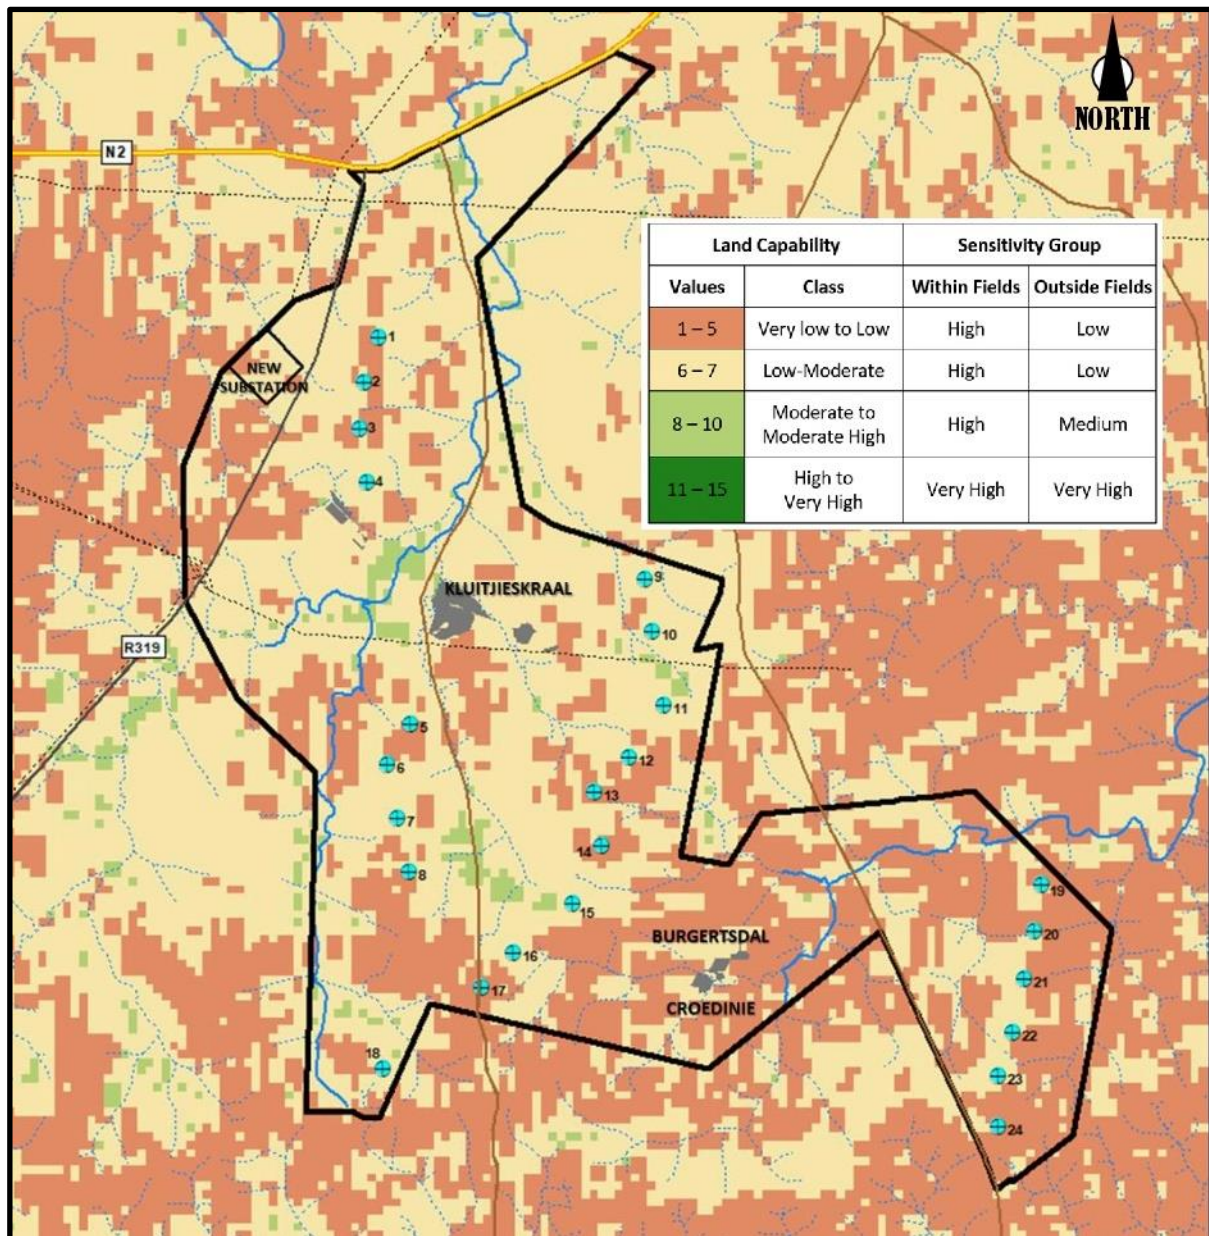 NORTH
N2
Land Capability Sensitivity Group
Values Class Within Fields Outside Fields
1 – 5 Very low to Low High Low
6 – 7 Low-Moderate High Low
8 – 10 Moderate to Moderate High High Medium
11 – 15 High to Very High Very High Very High
1
NEW
SUBSTATION
2
3
4
9
KLUITJIESKRAAL
10
R319
11
5
12
6
13
7
14
8
19
15
20
BURGERTSDAL
16
21
17
CROEDINIE
22
18
23
24